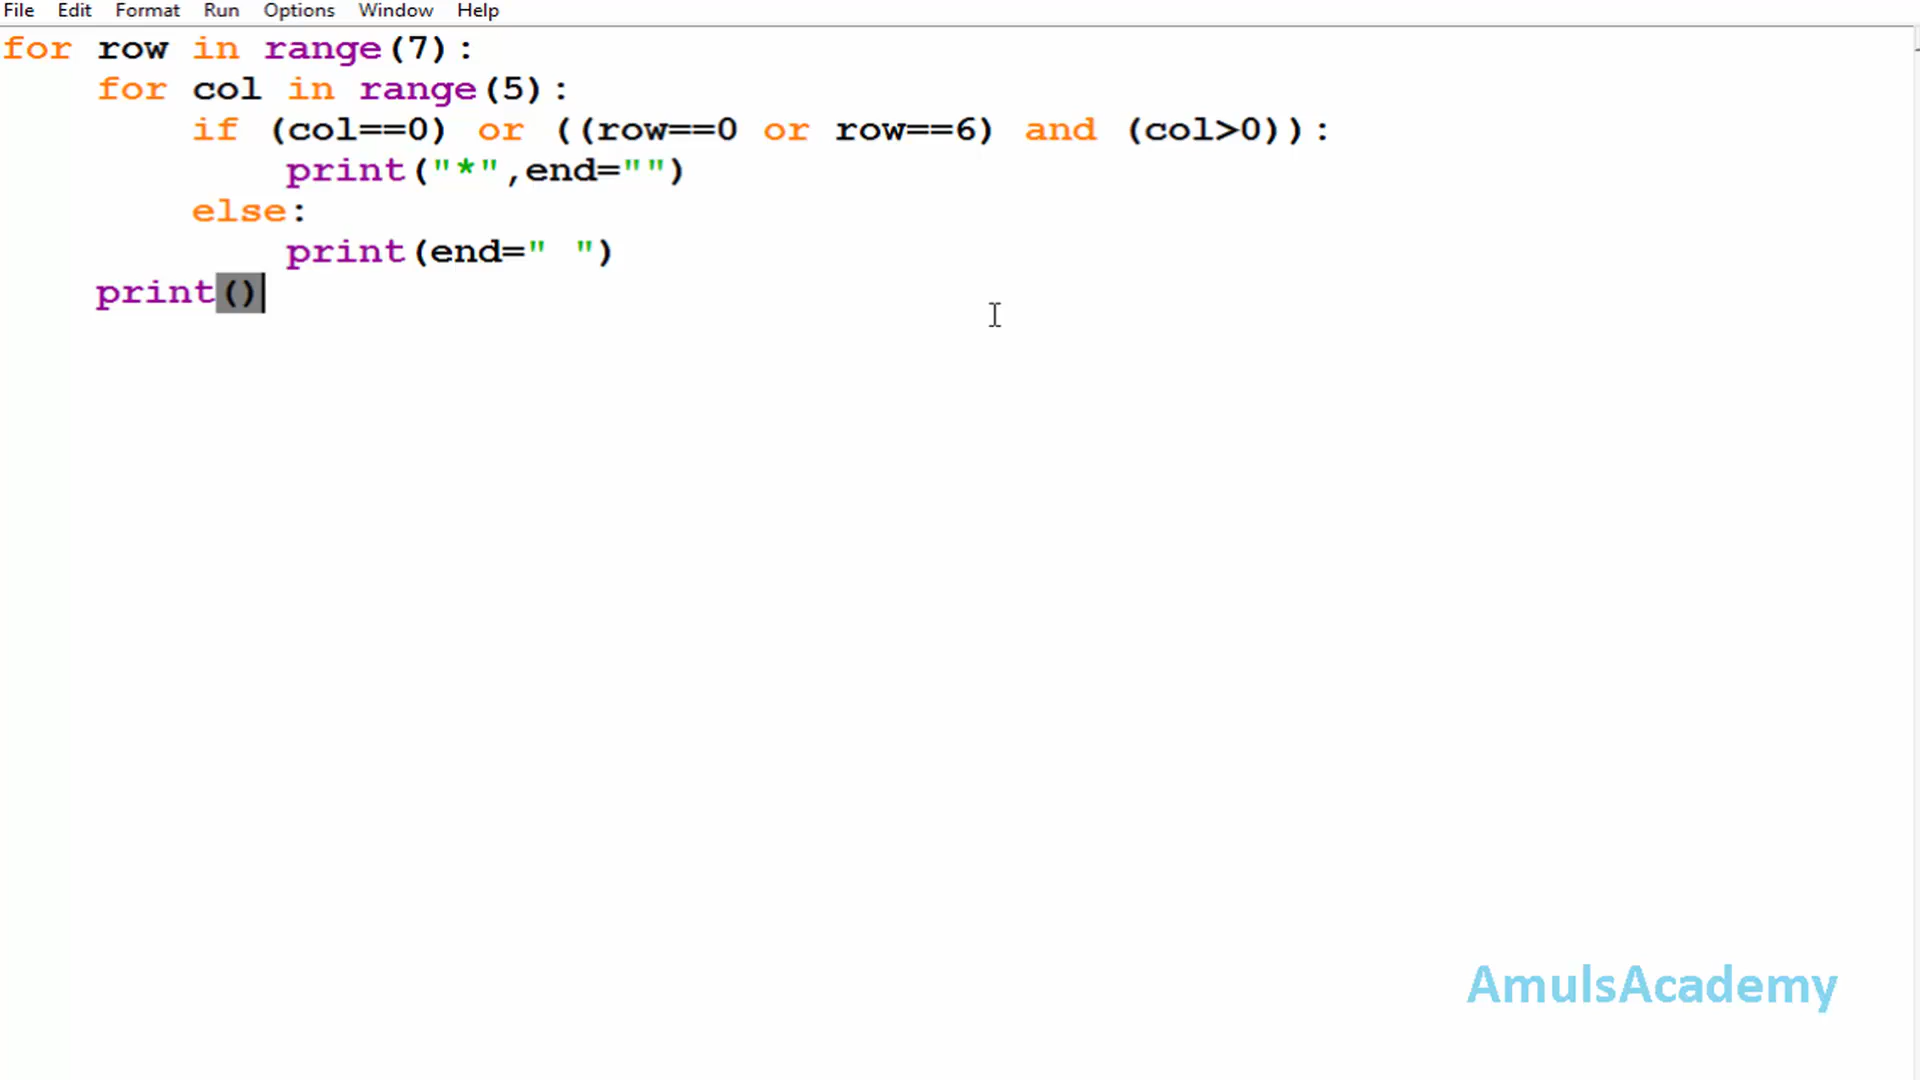 File Edit Format Run Options Window Help
for row in range(7):
    for col in range(5):
        if (col==0) or ((row==0 or row==6) and (col>0)):
            print("*",end="")
        else:
            print(end=" ")
    print()
AmulsAcademy